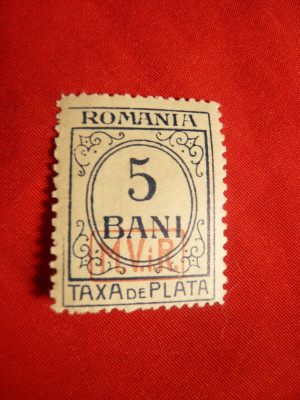 ROMANIA
5
BANI
M.V.i.R.
TAXA DE PLATA